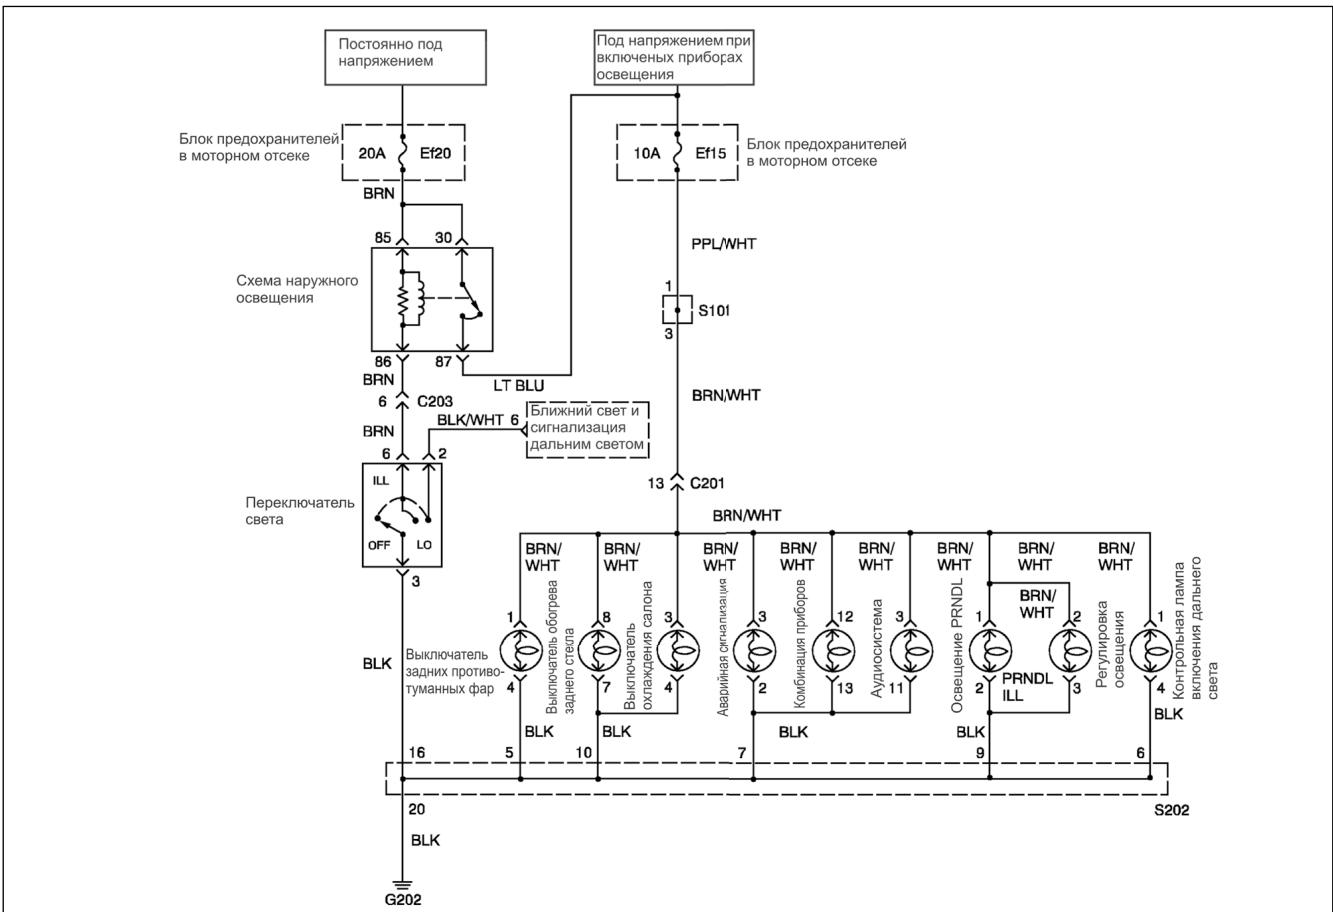 Постоянно под
напряжением
Под напряжением при
включеных приборах
освещения
Блок предохранителей
в моторном отсеке
20A
Ef20
10A
Ef15
Блок предохранителей
в моторном отсеке
BRN
85
30
PPL/WHT
Схема наружного
освещения
1
S101
3
86
87
BRN
LT BLU
6
C203
BRN/WHT
BLK/WHT
6
Ближний свет и
сигнализация
дальним светом
BRN
6
2
ILL
Переключатель
света
OFF
LO
3
13
C201
BRN/WHT
BRN/
WHT
BRN/
WHT
BRN/
WHT
BRN/
WHT
BRN/
WHT
BRN/
WHT
BRN/
WHT
BRN/
WHT
BRN/
WHT
1
8
3
3
12
3
1
2
1
BLK
Выключатель
задних противо-
туманных фар
Выключатель обогрева
заднего стекла
Выключатель
охлаждения салона
Аварийная сигнализация
Комбинация приборов
Аудиосистема
Освещение PRNDL
Регулировка
освещения
Контрольная лампа
включения дальнего
света
4
7
4
2
13
11
2
PRNDL
ILL
3
4
BLK
BLK
BLK
BLK
BLK
16
5
10
7
9
6
20
S202
BLK
G202